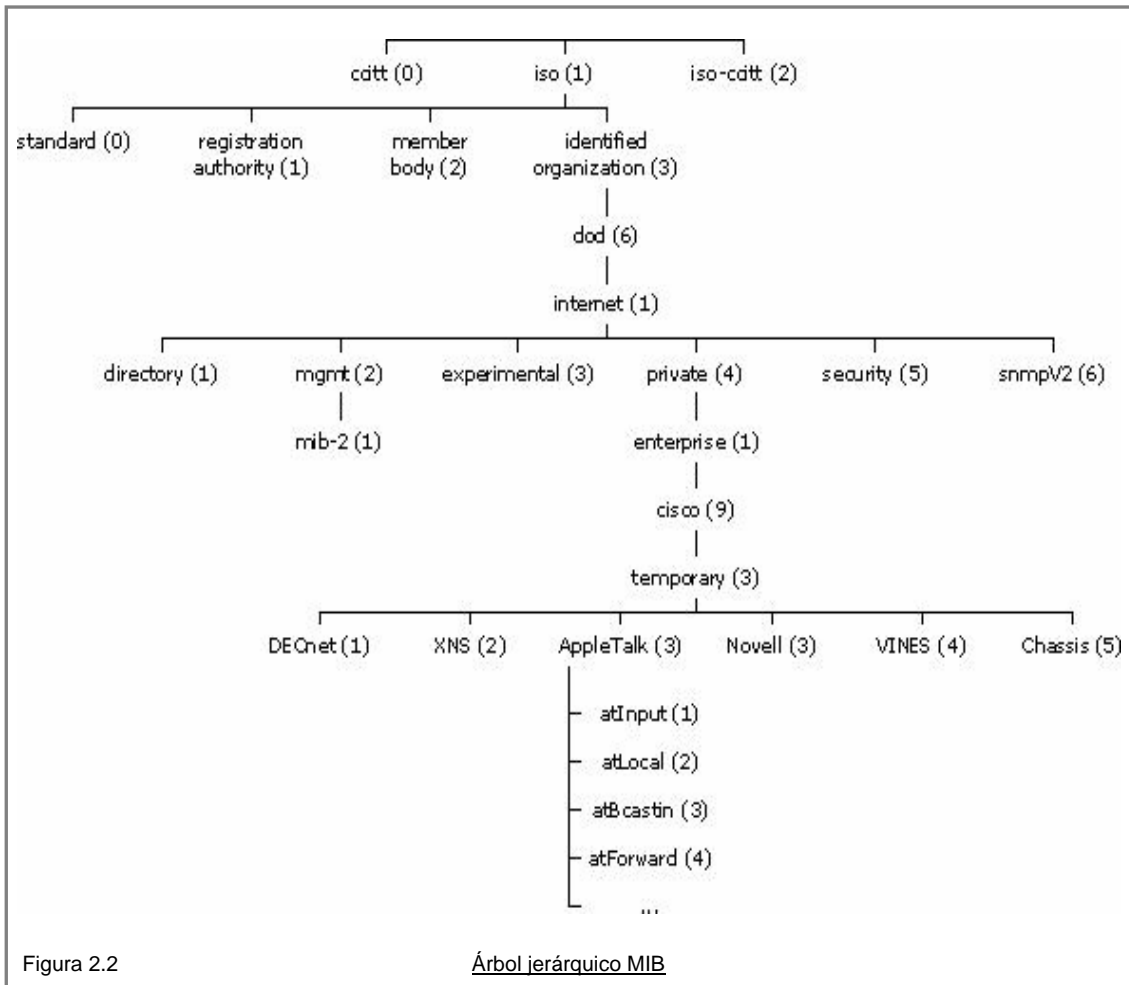 ccitt (0) iso (1) iso-ccitt (2)
standard (0) registration authority (1) member body (2) identified organization (3)
dod (6)
internet (1)
directory (1) mgmt (2) experimental (3) private (4) security (5) snmpV2 (6)
mib-2 (1) enterprise (1)
cisco (9)
temporary (3)
DECnet (1) XNS (2) AppleTalk (3) Novell (3) VINES (4) Chassis (5)
atInput (1)
atLocal (2)
atBcastin (3)
atForward (4)
Figura 2.2 Árbol jerárquico MIB